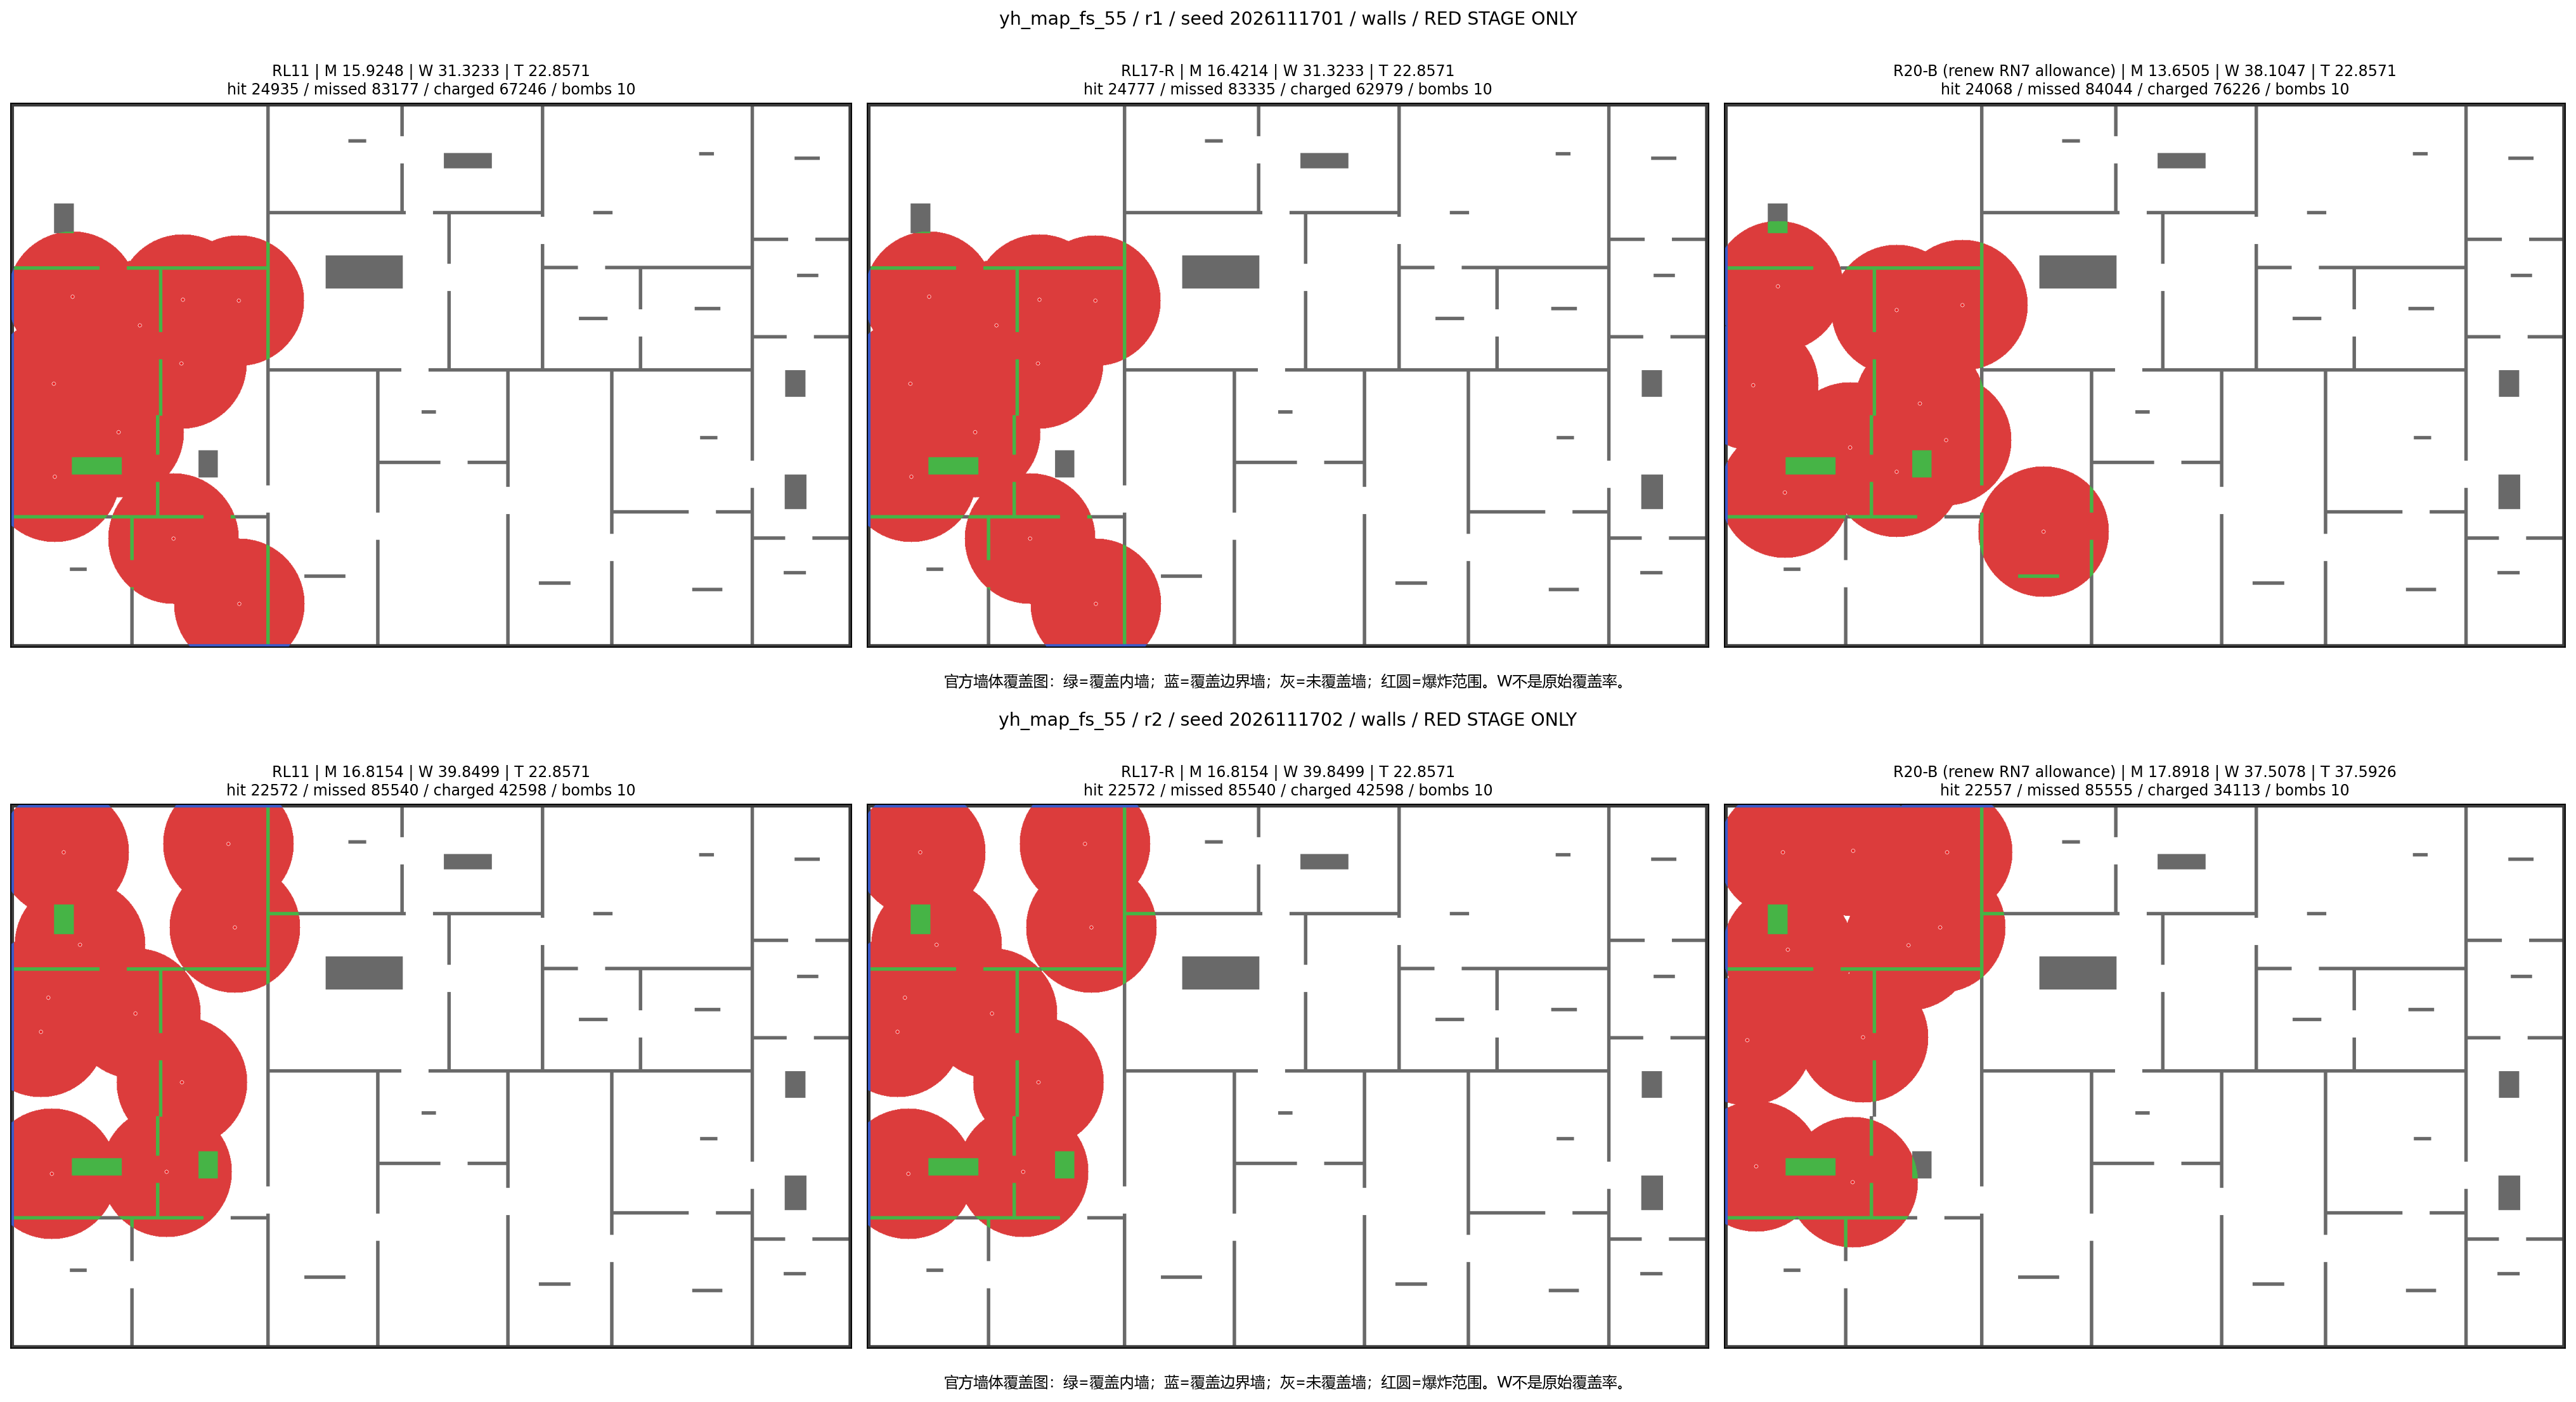 yh_map_fs_55 / r1 / seed 2026111701 / walls / RED STAGE ONLY
RL11 | M 15.9248 | W 31.3233 | T 22.8571
hit 24935 / missed 83177 / charged 67246 / bombs 10
RL17-R | M 16.4214 | W 31.3233 | T 22.8571
hit 24777 / missed 83335 / charged 62979 / bombs 10
R20-B (renew RN7 allowance) | M 13.6505 | W 38.1047 | T 22.8571
hit 24068 / missed 84044 / charged 76226 / bombs 10
官方墙体覆盖图：绿=覆盖内墙；蓝=覆盖边界墙；灰=未覆盖墙；红圆=爆炸范围。W不是原始覆盖率。
yh_map_fs_55 / r2 / seed 2026111702 / walls / RED STAGE ONLY
RL11 | M 16.8154 | W 39.8499 | T 22.8571
hit 22572 / missed 85540 / charged 42598 / bombs 10
RL17-R | M 16.8154 | W 39.8499 | T 22.8571
hit 22572 / missed 85540 / charged 42598 / bombs 10
R20-B (renew RN7 allowance) | M 17.8918 | W 37.5078 | T 37.5926
hit 22557 / missed 85555 / charged 34113 / bombs 10
官方墙体覆盖图：绿=覆盖内墙；蓝=覆盖边界墙；灰=未覆盖墙；红圆=爆炸范围。W不是原始覆盖率。